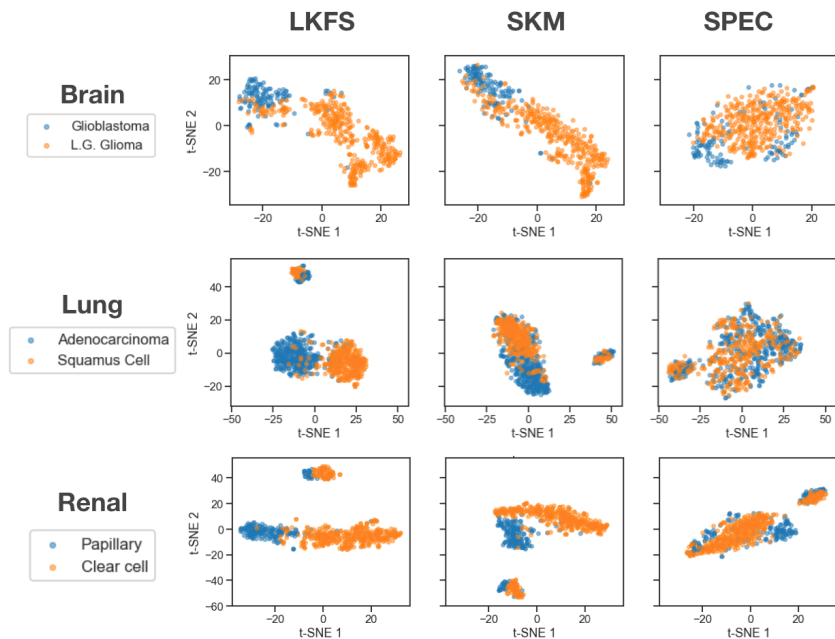 LKFS SKM SPEC
Brain
Glioblastoma
L.G. Glioma
t-SNE 2
20
0
−20
−20 0 20
−20 0 20
−20 0 20
t-SNE 1 t-SNE 1 t-SNE 1
Lung
Adenocarcinoma
Squamus Cell
t-SNE 2
40
20
0
−20
−50 −25 0 25 50
−50 −25 0 25 50
−50 −25 0 25 50
t-SNE 1 t-SNE 1 t-SNE 1
Renal
Papillary
Clear cell
t-SNE 2
40
20
0
−20
−40
−60
−20 0 20
−20 0 20
−20 0 20
t-SNE 1 t-SNE 1 t-SNE 1